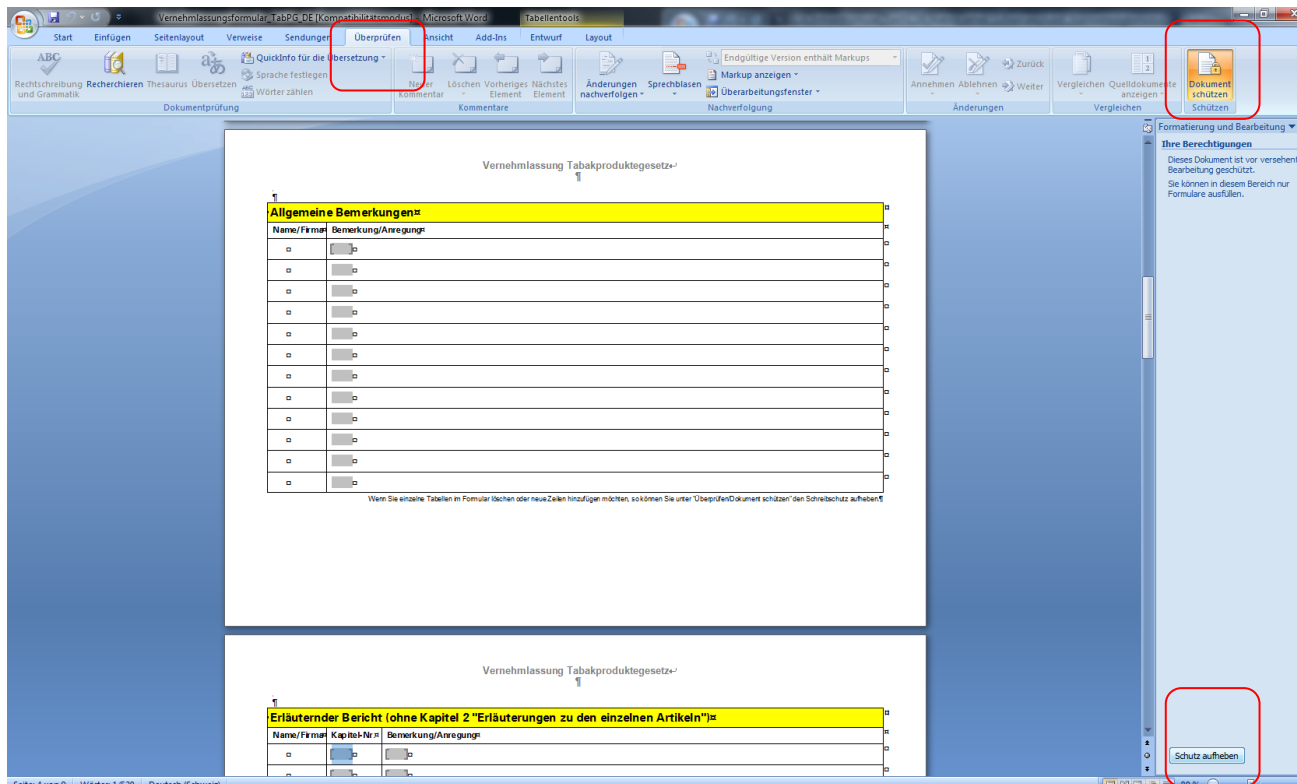 Vernehmlassungsformular_TabPG_DE [Kompatibilitätsmodus] - Microsoft Word
Tabellentools
Start Einfügen Seitenlayout Verweise Sendungen Überprüfen Ansicht Add-Ins Entwurf Layout
ABC
Rechtschreibung und Grammatik
Recherchieren
Thesaurus
Übersetzen
QuickInfo für die Übersetzung
Sprache festlegen
Wörter zählen
Dokumentprüfung
Neuer Kommentar
Löschen
Vorheriges Element
Nächstes Element
Kommentare
Änderungen nachverfolgen
Sprechblasen
Endgültige Version enthält Markups
Markup anzeigen
Überarbeitungsfenster
Nachverfolgung
Annehmen
Ablehnen
Zurück
Weiter
Änderungen
Vergleichen
Quelldokumente anzeigen
Vergleichen
Dokument schützen
Schützen
Formatierung und Bearbeitung
Ihre Berechtigungen
Dieses Dokument ist vor versehent
Bearbeitung geschützt.
Sie können in diesem Bereich nur
Formulare ausfüllen.
Vernehmlassung Tabakproduktegesetz↵
¶
¶
Allgemeine Bemerkungen¤
Name/Firma¤ Bemerkung/Anregung¤
Wenn Sie einzelne Tabellen im Formular löschen oder neue Zeilen hinzufügen möchten, so können Sie unter "Überprüfen/Dokument schützen" den Schreibschutz aufheben¶
Vernehmlassung Tabakproduktegesetz↵
¶
¶
Erläuternder Bericht (ohne Kapitel 2 "Erläuterungen zu den einzelnen Artikeln")¤
Name/Firma¤ Kapitel-Nr.¤ Bemerkung/Anregung¤
Schutz aufheben